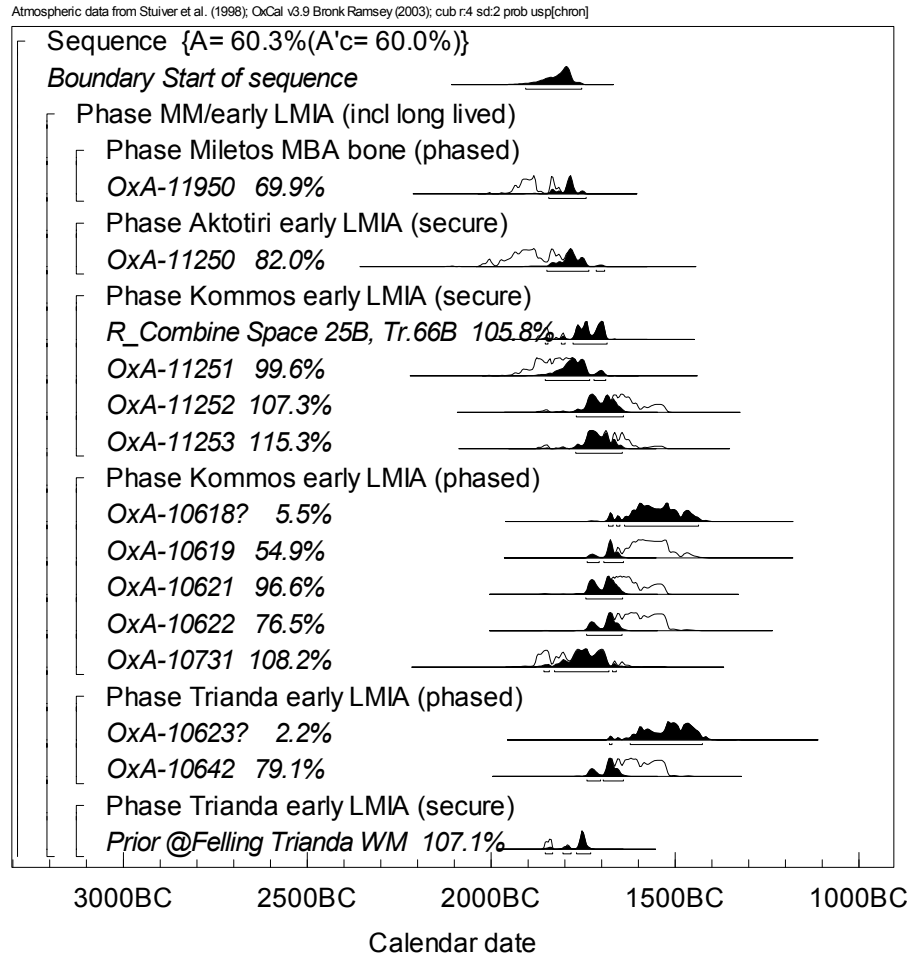 Atmospheric data from Stuiver et al. (1998); OxCal v3.9 Bronk Ramsey (2003); cub r:4 sd:2 prob usp[chron]
Sequence {A= 60.3%(A'c= 60.0%)}
Boundary Start of sequence
Phase MM/early LMIA (incl long lived)
Phase Miletos MBA bone (phased)
OxA-11950 69.9%
Phase Aktotiri early LMIA (secure)
OxA-11250 82.0%
Phase Kommos early LMIA (secure)
R_Combine Space 25B, Tr.66B 105.8%
OxA-11251 99.6%
OxA-11252 107.3%
OxA-11253 115.3%
Phase Kommos early LMIA (phased)
OxA-10618? 5.5%
OxA-10619 54.9%
OxA-10621 96.6%
OxA-10622 76.5%
OxA-10731 108.2%
Phase Trianda early LMIA (phased)
OxA-10623? 2.2%
OxA-10642 79.1%
Phase Trianda early LMIA (secure)
Prior @Felling Trianda WM 107.1%
3000BC 2500BC 2000BC 1500BC 1000BC
Calendar date